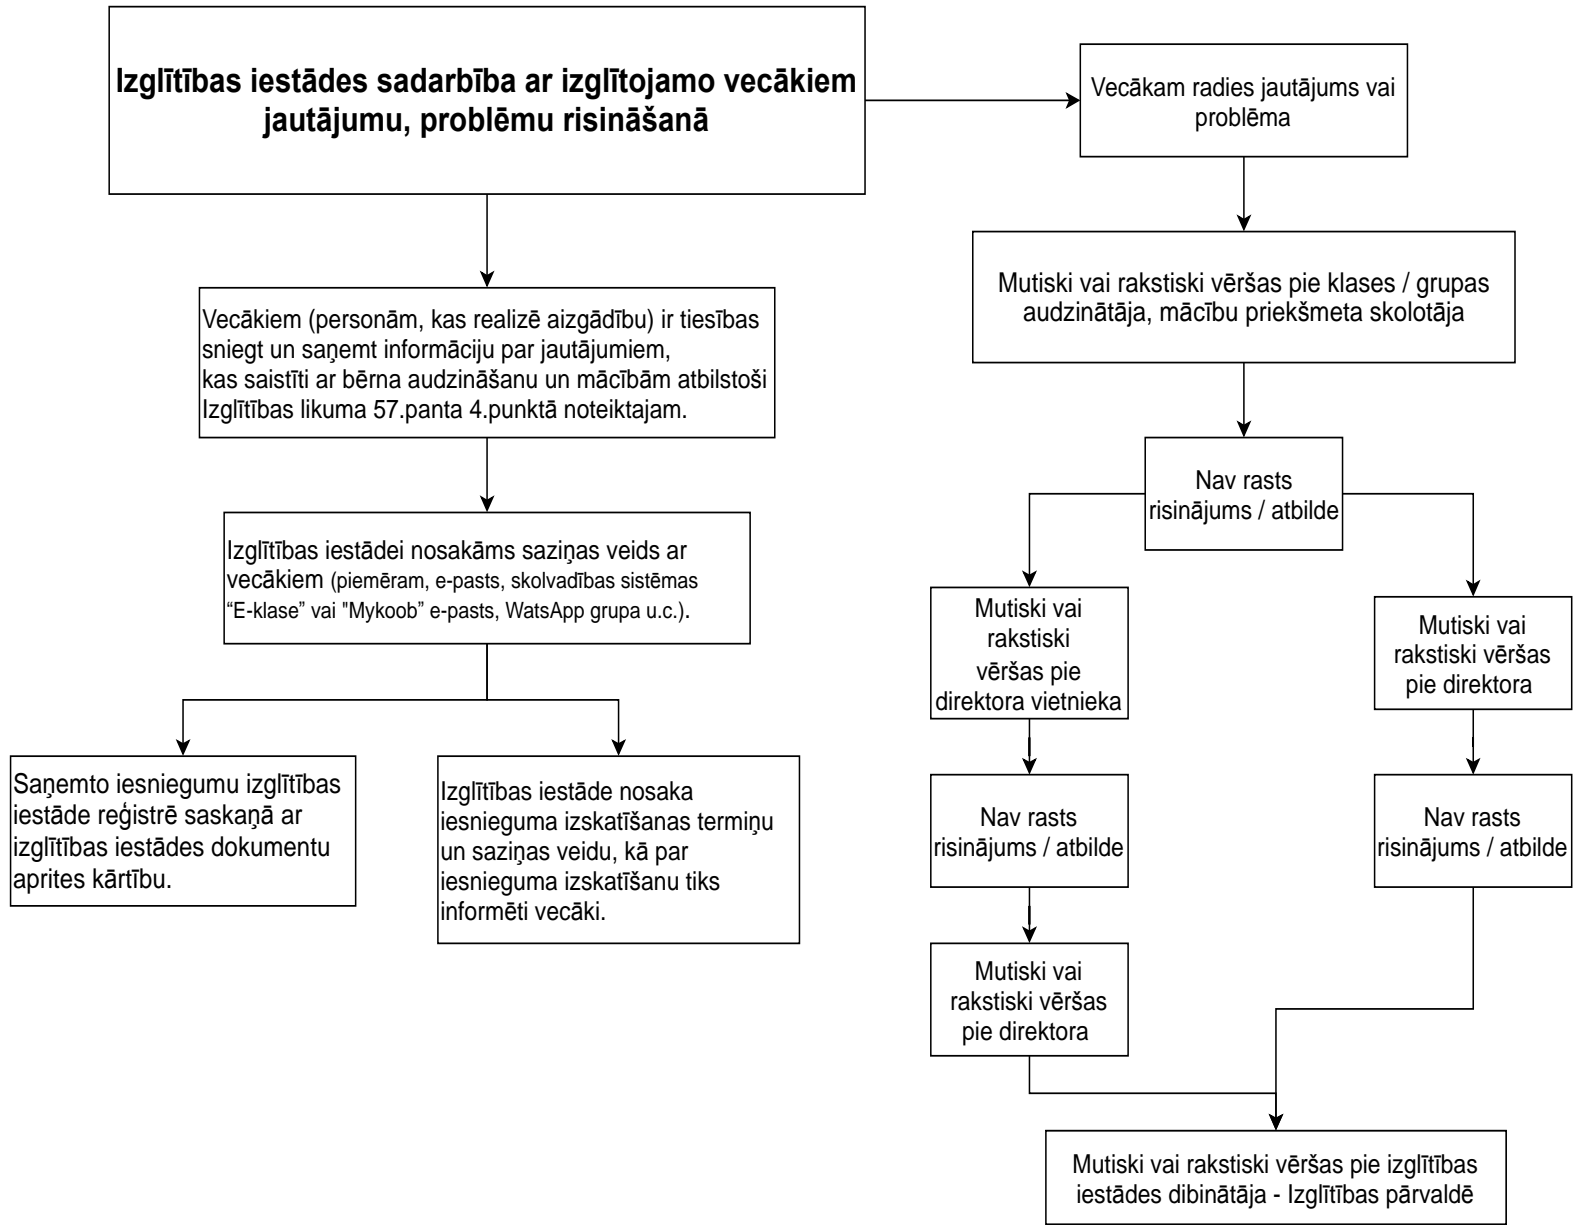 Izglītības iestādes sadarbība ar izglītojamo vecākiem
jautājumu, problēmu risināšanā
Vecākam radies jautājums vai
problēma
Mutiski vai rakstiski vēršas pie klases / grupas
audzinātāja, mācību priekšmeta skolotāja
Vecākiem (personām, kas realizē aizgādību) ir tiesības
sniegt un saņemt informāciju par jautājumiem,
kas saistīti ar bērna audzināšanu un mācībām atbilstoši
Izglītības likuma 57.panta 4.punktā noteiktajam.
Nav rasts
risinājums / atbilde
Izglītības iestādei nosakāms saziņas veids ar
vecākiem (piemēram, e-pasts, skolvadības sistēmas
“E-klase” vai "Mykoob” e-pasts, WatsApp grupa u.c.).
Mutiski vai
rakstiski
vēršas pie
direktora vietnieka
Mutiski vai
rakstiski vēršas
pie direktora
Saņemto iesniegumu izglītības
iestāde reģistrē saskaņā ar
izglītības iestādes dokumentu
aprites kārtību.
Izglītības iestāde nosaka
iesnieguma izskatīšanas termiņu
un saziņas veidu, kā par
iesnieguma izskatīšanu tiks
informēti vecāki.
Nav rasts
risinājums / atbilde
Nav rasts
risinājums / atbilde
Mutiski vai
rakstiski vēršas
pie direktora
Mutiski vai rakstiski vēršas pie izglītības
iestādes dibinātāja - Izglītības pārvaldē